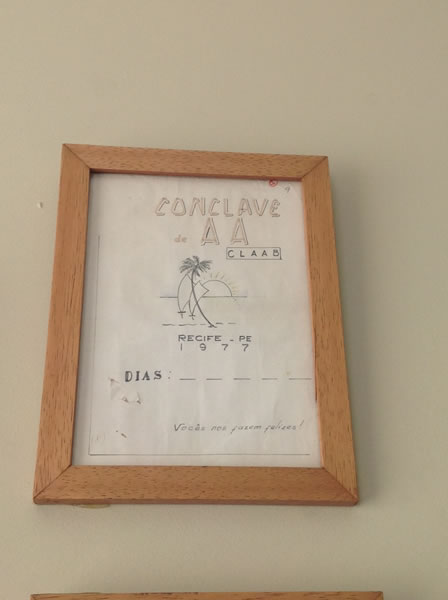 CONCLAVE
de AA
CLAAB
RECIFE - PE
1977
DIAS: _ _ _ _ _
Vocês nos fazem felizes!